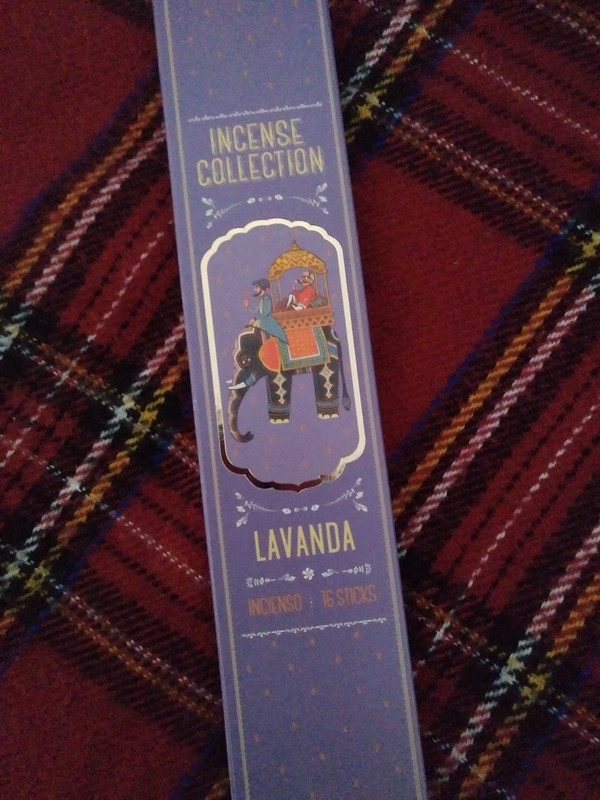 INCENSE
COLLECTION
LAVANDA
INCIENSO : 16 STICKS